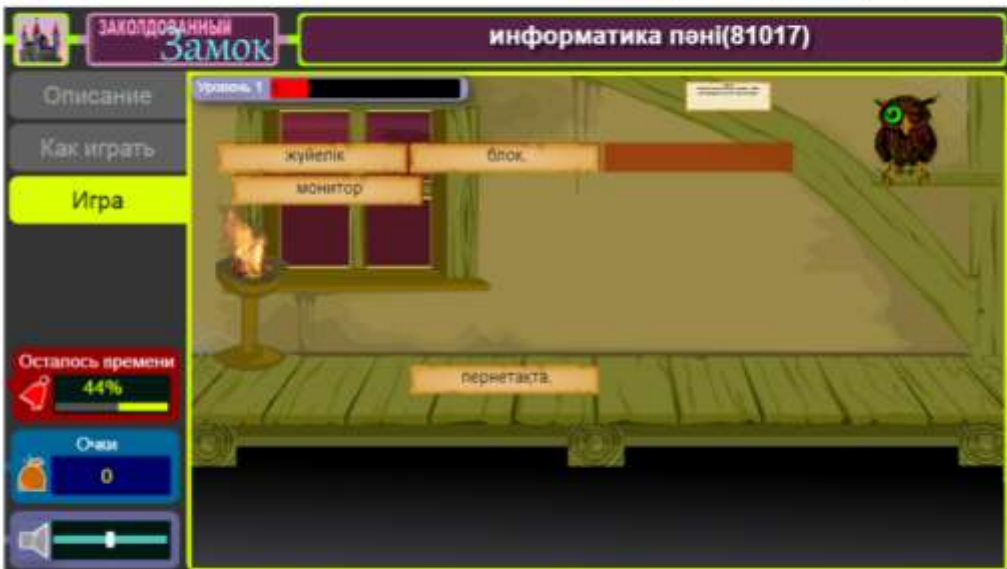 ЗАКОЛДОВАННЫЙ
Замок
информатика пәні(81017)
Описание
Как играть
Игра
Уровень 1
жүйелік
блок.
монитор
пернетақта.
Осталось времени
44%
Очки
0